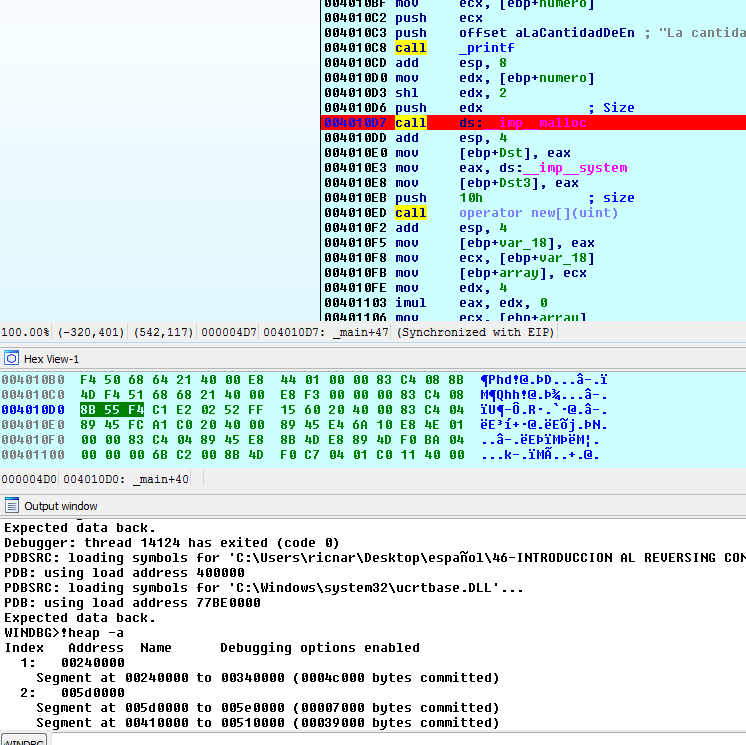 004010BF mov ecx, [ebp+numero]
004010C2 push ecx
004010C3 push offset aLaCantidadDeEn ; "La cantida
004010C8 call _printf
004010CD add esp, 8
004010D0 mov edx, [ebp+numero]
004010D3 shl edx, 2
004010D6 push edx ; Size
004010D7 call ds:__imp__malloc
004010DD add esp, 4
004010E0 mov [ebp+Dst], eax
004010E3 mov eax, ds:__imp__system
004010E8 mov [ebp+Dst3], eax
004010EB push 10h ; size
004010ED call operator new[](uint)
004010F2 add esp, 4
004010F5 mov [ebp+var_18], eax
004010F8 mov ecx, [ebp+var_18]
004010FB mov [ebp+array], ecx
004010FE mov edx, 4
00401103 imul eax, edx, 0
00401106 mov ecx, [ebp+array]
100.00% (-320,401) (542,117) 000004D7 004010D7: _main+47 (Synchronized with EIP)
Hex View-1
004010B0 F4 50 68 64 21 40 00 E8 44 01 00 00 83 C4 08 8B ¶Phd!@.ÞD...â-.ï
004010C0 4D F4 51 68 68 21 40 00 E8 F3 00 00 00 83 C4 08 M¶Qhh!@.Þ¾...â-.
004010D0 8B 55 F4 C1 E2 02 52 FF 15 60 20 40 00 83 C4 04 ïU¶-Ô.R·.`·@.â-.
004010E0 89 45 FC A1 C0 20 40 00 89 45 E4 6A 10 E8 4E 01 ëE³í+·@.ëEõj.ÞN.
004010F0 00 00 83 C4 04 89 45 E8 8B 4D E8 89 4D F0 BA 04 ..â-.ëEÞïMÞëM¦.
00401100 00 00 00 6B C2 00 8B 4D F0 C7 04 01 C0 11 40 00 ...k-.ïMÃ..+.@.
000004D0 004010D0: _main+40
Output window
Expected data back.
Debugger: thread 14124 has exited (code 0)
PDBSRC: loading symbols for 'C:\Users\ricnar\Desktop\español\46-INTRODUCCION AL REVERSING CON
PDB: using load address 400000
PDBSRC: loading symbols for 'C:\Windows\system32\ucrtbase.DLL'...
PDB: using load address 77BE0000
Expected data back.
WINDBG>!heap -a
Index Address Name Debugging options enabled
1: 00240000
Segment at 00240000 to 00340000 (0004c000 bytes committed)
2: 005d0000
Segment at 005d0000 to 005e0000 (00007000 bytes committed)
Segment at 00410000 to 00510000 (00039000 bytes committed)
WINDBG